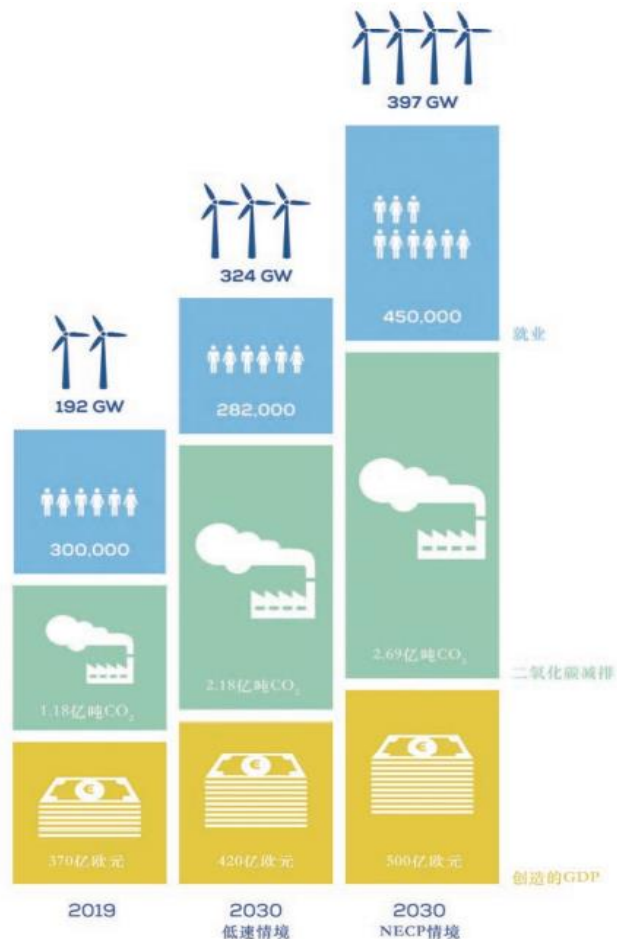 397 GW
324 GW
450,000
就业
192 GW
282,000
300,000
2.69亿吨CO₂
二氧化碳减排
2.18亿吨CO₂
1.18亿吨CO₂
€
€
€
370亿欧元
420亿欧元
500亿欧元
创造的GDP
2019
2030
低速情境
2030
NECP情境